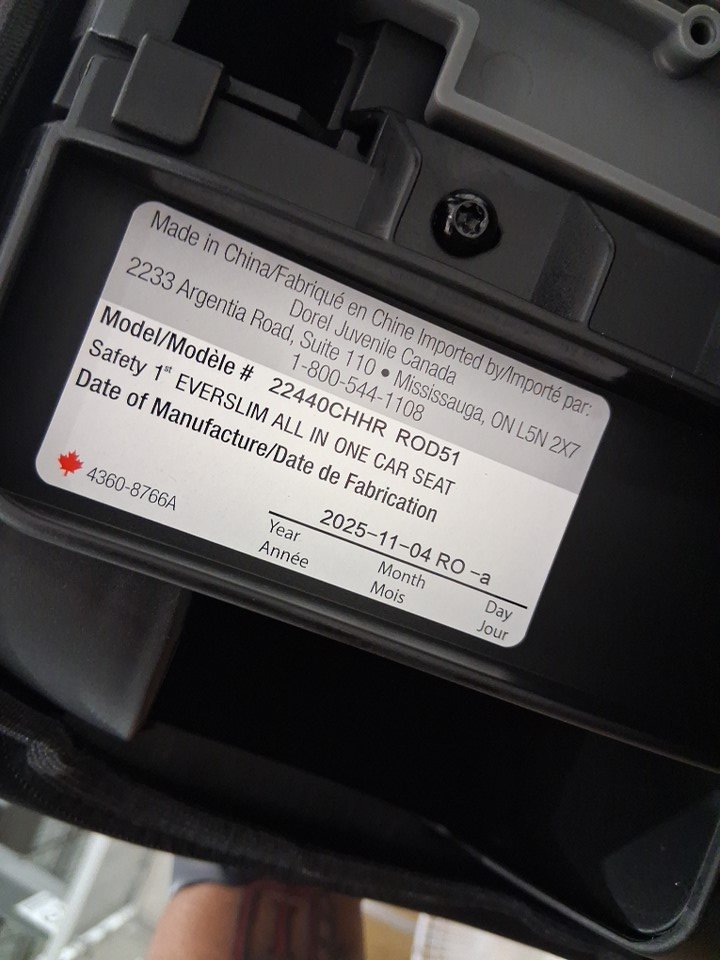 Made in China/Fabriqué en Chine Imported by/Importé par:
Dorel Juvenile Canada
2233 Argentia Road, Suite 110 • Mississauga, ON L5N 2X7
1-800-544-1108
Model/Modèle # 22440CHHR ROD51
Safety 1st EVERSLIM ALL IN ONE CAR SEAT
Date of Manufacture/Date de Fabrication
2025-11-04 RO -a
4360-8766A
Year Month Day
Année Mois Jour